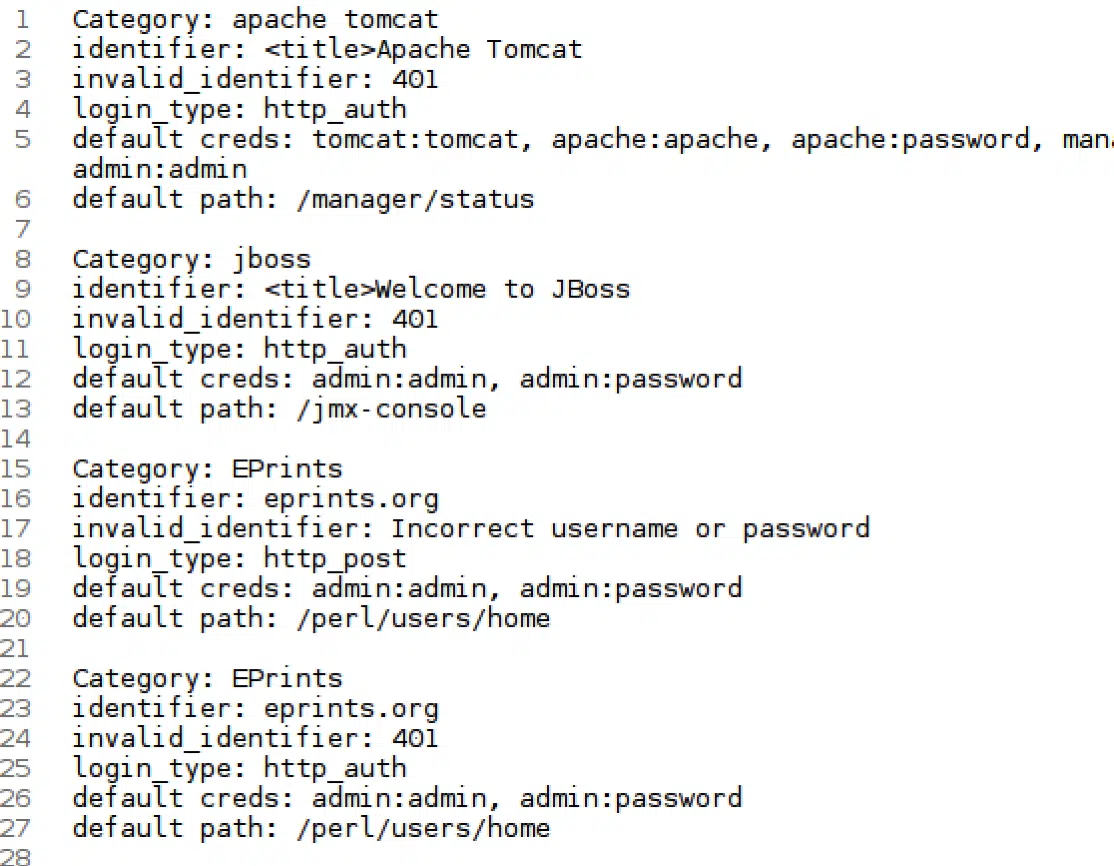 1 Category: apache tomcat
2 identifier: <title>Apache Tomcat
3 invalid_identifier: 401
4 login_type: http_auth
5 default creds: tomcat:tomcat, apache:apache, apache:password,
admin:admin
6 default path: /manager/status
7
8 Category: jboss
9 identifier: <title>Welcome to JBoss
10 invalid_identifier: 401
11 login_type: http_auth
12 default creds: admin:admin, admin:password
13 default path: /jmx-console
14
15 Category: EPrints
16 identifier: eprints.org
17 invalid_identifier: Incorrect username or password
18 login_type: http_post
19 default creds: admin:admin, admin:password
20 default path: /perl/users/home
21
22 Category: EPrints
23 identifier: eprints.org
24 invalid_identifier: 401
25 login_type: http_auth
26 default creds: admin:admin, admin:password
27 default path: /perl/users/home
28